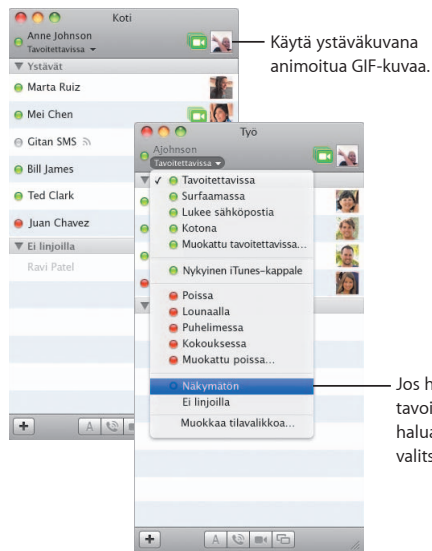 Koti
Anne Johnson
Tavoitettavissa
Käytä ystäväkuvana
animoitua GIF-kuvaa.
Ystävät
Marta Ruiz
Mei Chen
Gitan SMS
Bill James
Ted Clark
Juan Chavez
Ei linjoilla
Ravi Patel
Työ
AJohnson
Tavoitettavissa
✓ Tavoitettavissa
Surfaamassa
Lukee sähköpostia
Kotona
Muokattu tavoitettavissa...
Nykyinen iTunes-kappale
Poissa
Lounaalla
Puhelimessa
Kokouksessa
Muokattu poissa...
Näkymätön
Ei linjoilla
Muokkaa tilavalikkoa...
Jos h
tavoi
halua
valits
A
A